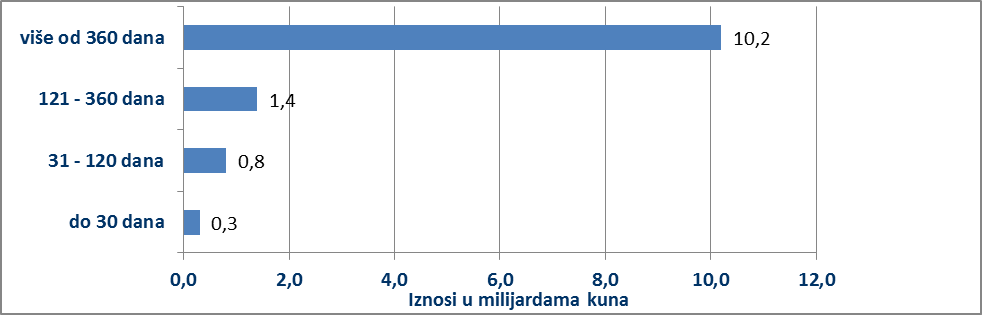 više od 360 dana
10,2
121 - 360 dana
1,4
31 - 120 dana
0,8
do 30 dana
0,3
0,0 2,0 4,0 6,0 8,0 10,0 12,0
Iznosi u milijardama kuna